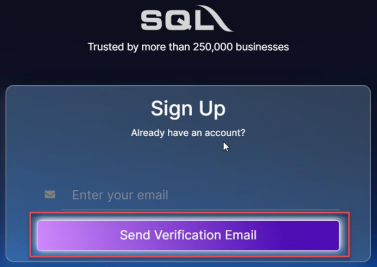 SQL
Trusted by more than 250,000 businesses
Sign Up
Already have an account?
Enter your email
Send Verification Email